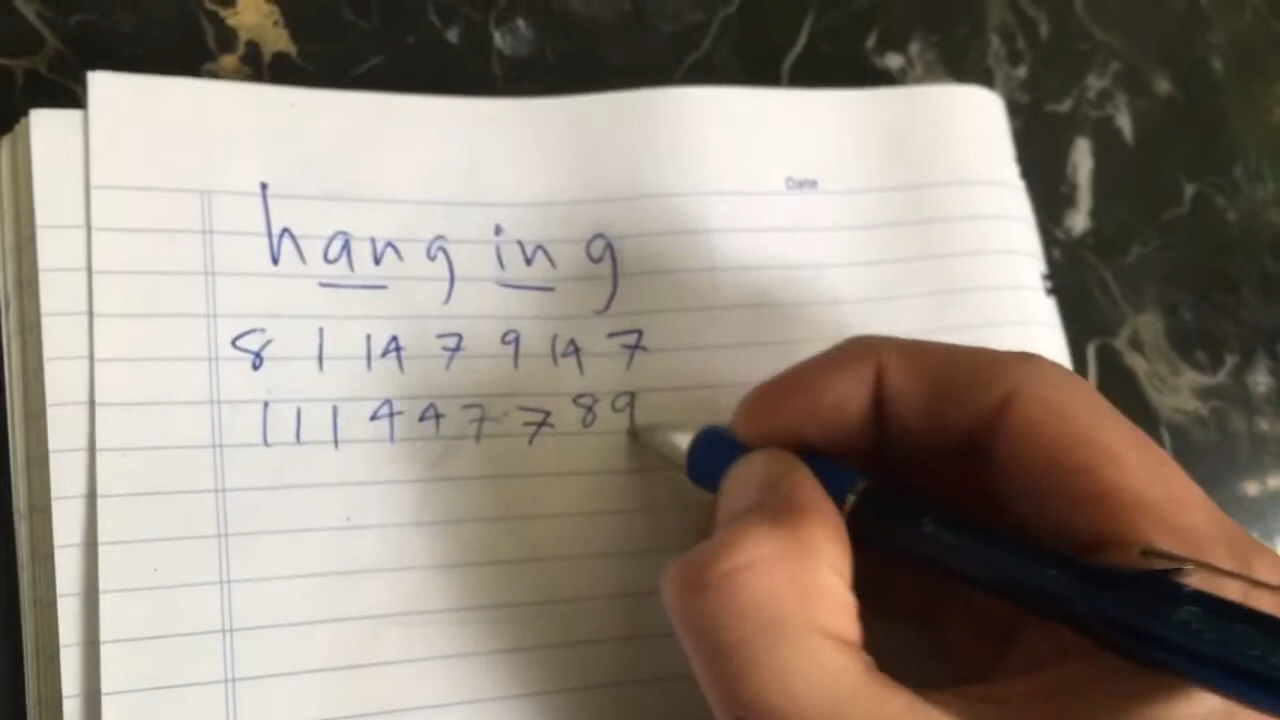 Date
hanging
8 1 14 7 9 14 7
1 1 1 4 4 7 7 8 9